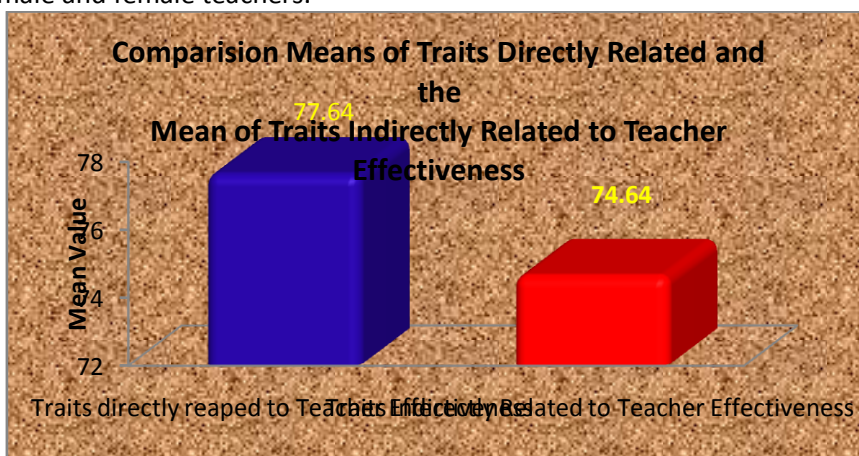 male and female teachers.
Comparision Means of Traits Directly Related and
the
77.64
Mean of Traits Indirectly Related to Teacher
Effectiveness
78
74.64
76
Mean Value
74
72
Traits directly reaped to Teacher Effectiveness
Traits Indirectly Related to Teacher Effectiveness